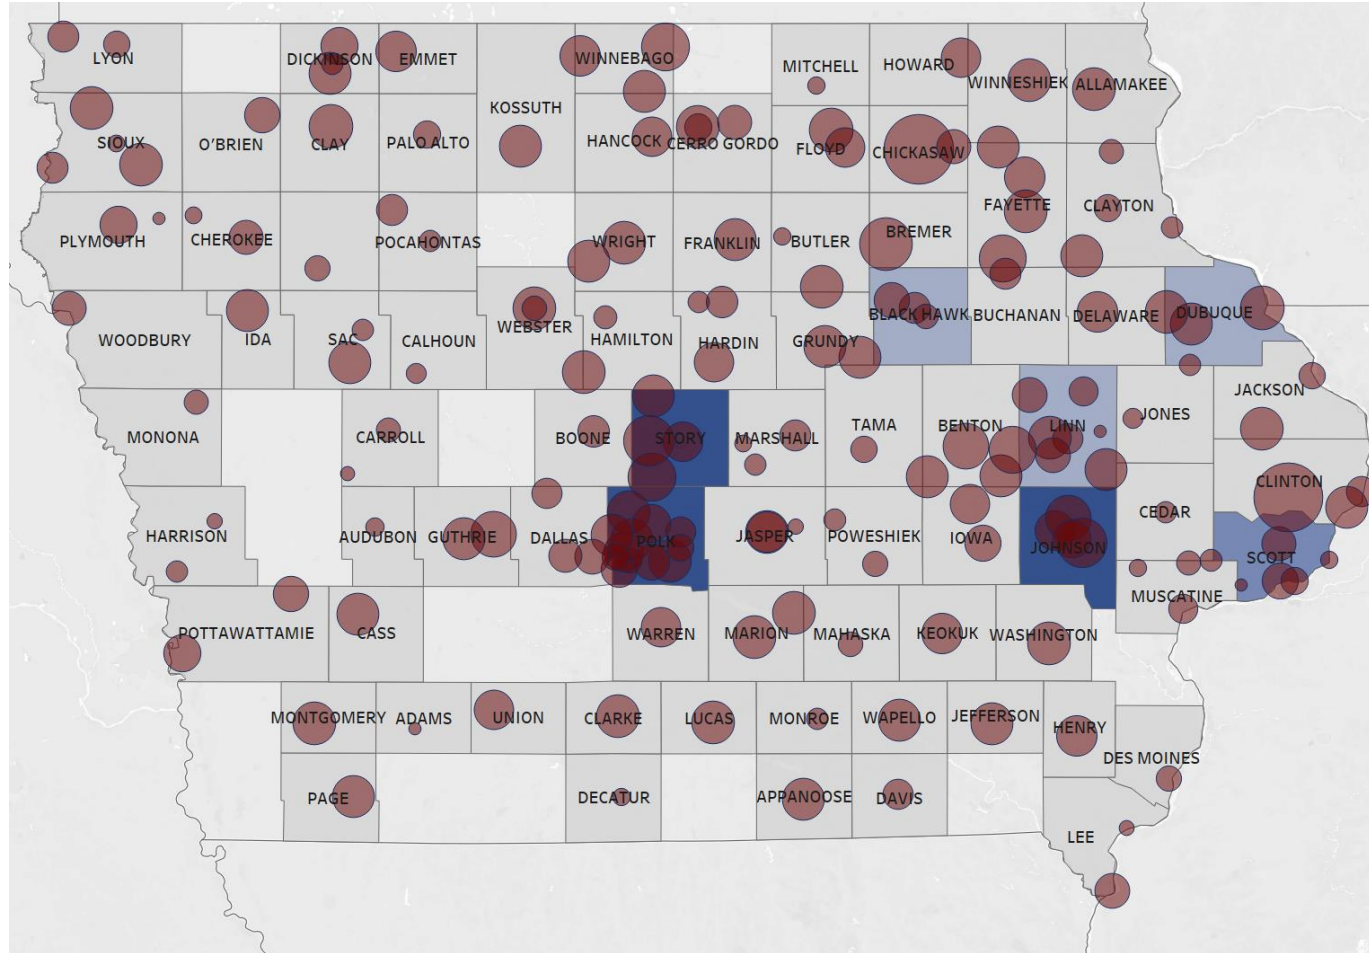 LYON
DICKINSON
EMMET
WINNEBAGO
MITCHELL
HOWARD
WINNESHIEK
ALLAMAKEE
KOSSUTH
SIOUX
O'BRIEN
CLAY
PALO ALTO
HANCOCK
CERRO GORDO
FLOYD
CHICKASAW
FAYETTE
CLAYTON
PLYMOUTH
CHEROKEE
POCAHONTAS
WRIGHT
FRANKLIN
BUTLER
BREMER
WOODBURY
IDA
SAC
CALHOUN
WEBSTER
HAMILTON
HARDIN
GRUNDY
BLACK HAWK
BUCHANAN
DELAWARE
DUBUQUE
JACKSON
MONONA
CARROLL
BOONE
STORY
MARSHALL
TAMA
BENTON
LINN
JONES
CLINTON
HARRISON
AUDUBON
GUTHRIE
DALLAS
POLK
JASPER
POWESHIEK
IOWA
JOHNSON
CEDAR
SCOTT
MUSCATINE
POTTAWATTAMIE
CASS
WARREN
MARION
MAHASKA
KEOKUK
WASHINGTON
MONTGOMERY
ADAMS
UNION
CLARKE
LUCAS
MONROE
WAPELLO
JEFFERSON
HENRY
DES MOINES
PAGE
DECATUR
APPANOOSE
DAVIS
LEE